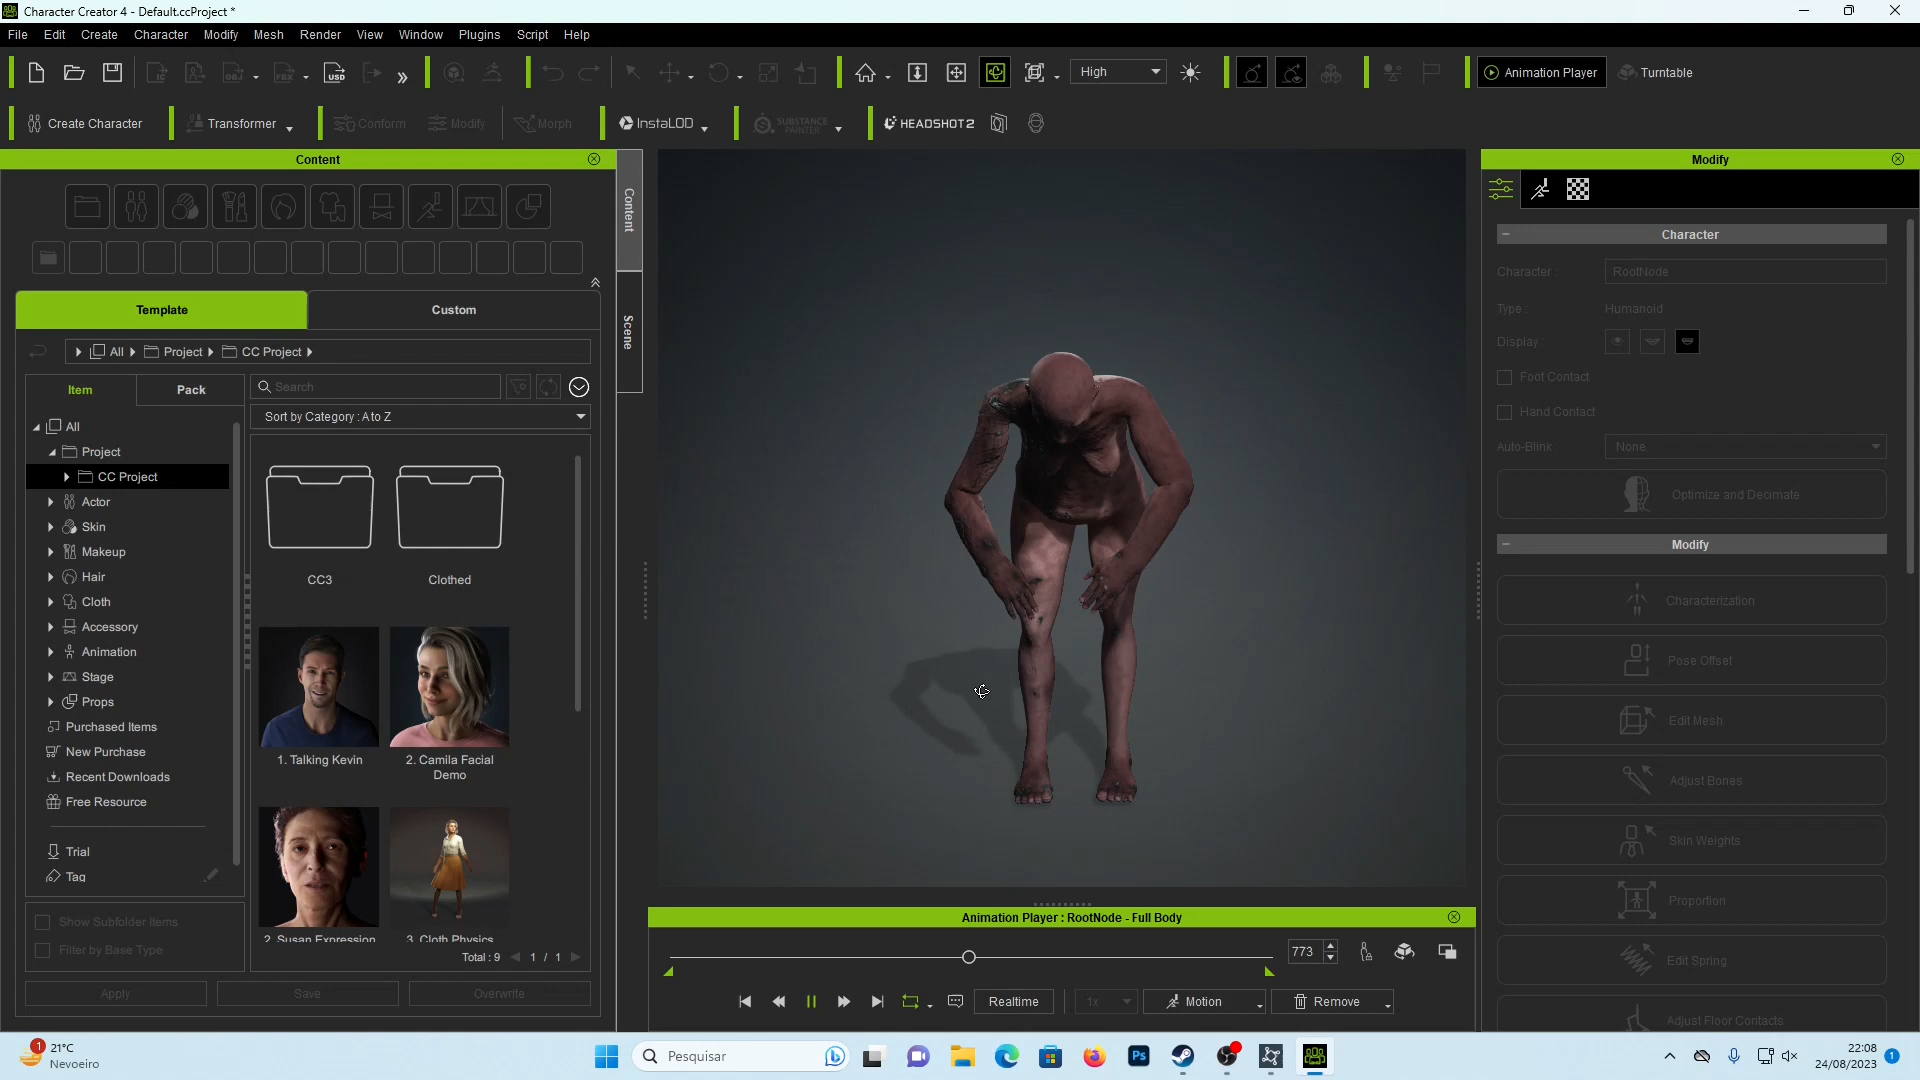 Character Creator 4 - Default.ccProject *
File Edit Create Character Modify Mesh Render View Window Plugins Script Help
High
Animation Player
Turntable
Create Character
Transformer
Conform
Modify
Morph
InstaLOD
SUBSTANCE PAINTER
HEADSHOT 2
Content
Content
Scene
Template
Custom
All
Project
CC Project
Item
Pack
Search
Sort by Category : A to Z
All
Project
CC Project
Actor
Skin
Makeup
Hair
Cloth
Accessory
Animation
Stage
Props
Purchased Items
New Purchase
Recent Downloads
Free Resource
Trial
Tag
Show Subfolder Items
Filter by Base Type
CC3
Clothed
1. Talking Kevin
2. Camila Facial
Demo
2. Susan Expression
3. Cloth Physics
Total : 9
1 / 1
Apply
Save
Overwrite
Animation Player : RootNode - Full Body
773
Realtime
1x
Motion
Remove
Modify
Character
Character :
RootNode
Type :
Humanoid
Display :
Foot Contact
Hand Contact
Auto-Blink :
None
Optimize and Decimate
Modify
Characterization
Pose Offset
Edit Mesh
Adjust Bones
Skin Weights
Proportion
Edit Spring
Adjust Floor Contacts
1
21°C
Nevoeiro
Pesquisar
Ps
22:08
24/08/2023
1